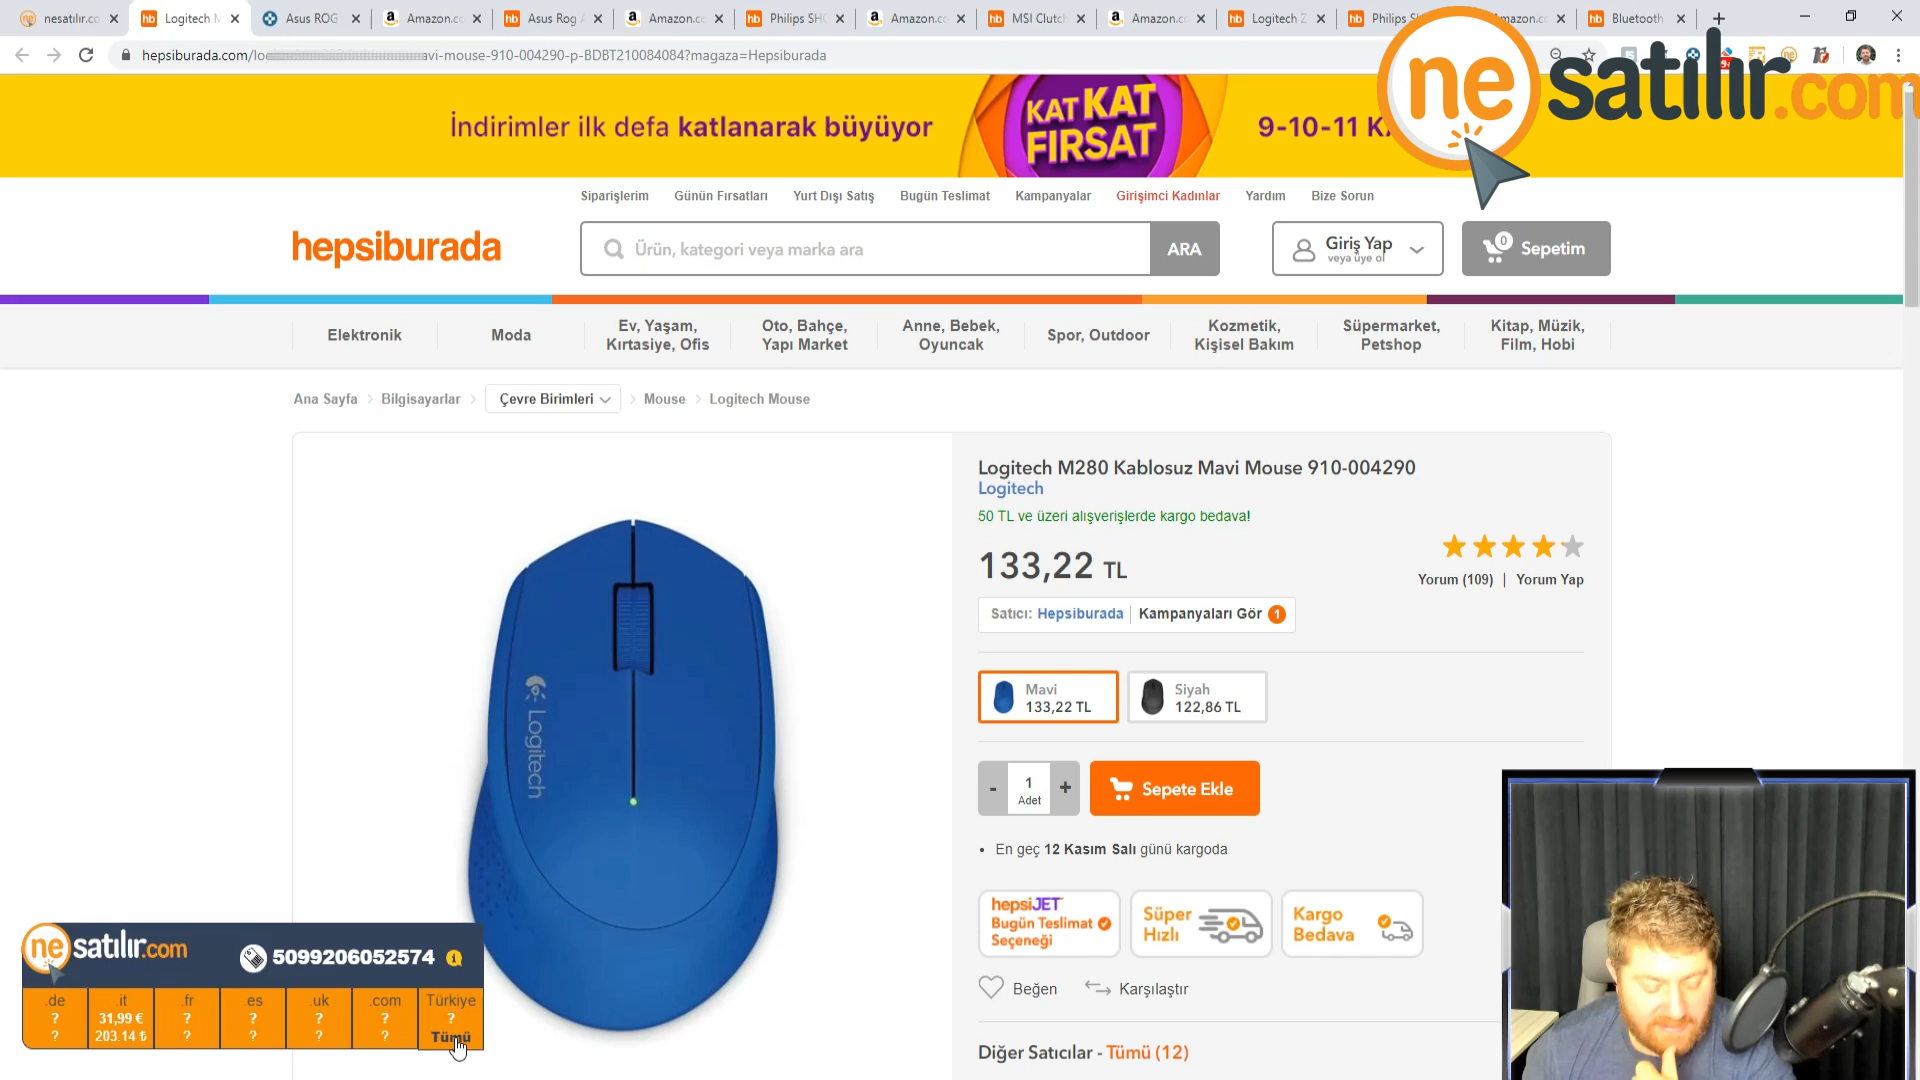 nesatılır.co
Logitech M
Asus ROG
Amazon.co
Asus Rog
Amazon.co
Philips SH
Amazon.co
MSI Clutch
Amazon.co
Logitech
Philips
mazon.co
Bluetooth
hepsiburada.com/lo
avi-mouse-910-004290-p-BDBT210084084?magaza=Hepsiburada
ne satılır.com
İndirimler ilk defa katlanarak büyüyor
KAT KAT
FIRSAT
9-10-11 K
Siparişlerim
Günün Fırsatları
Yurt Dışı Satış
Bugün Teslimat
Kampanyalar
Girişimci Kadınlar
Yardım
Bize Sorun
hepsiburada
Ürün, kategori veya marka ara
ARA
Giriş Yap
veya üye ol
0
Sepetim
Elektronik
Moda
Ev, Yaşam,
Kırtasiye, Ofis
Oto, Bahçe,
Yapı Market
Anne, Bebek,
Oyuncak
Spor, Outdoor
Kozmetik,
Kişisel Bakım
Süpermarket,
Petshop
Kitap, Müzik,
Film, Hobi
Ana Sayfa
Bilgisayarlar
Çevre Birimleri
Mouse
Logitech Mouse
Logitech M280 Kablosuz Mavi Mouse 910-004290
Logitech
50 TL ve üzeri alışverişlerde kargo bedava!
133,22 TL
Yorum (109) | Yorum Yap
Satıcı: Hepsiburada | Kampanyaları Gör 1
Mavi
133,22 TL
Siyah
122,86 TL
Logitech
- 1 +
Adet
Sepete Ekle
• En geç 12 Kasım Salı günü kargoda
hepsiJET
Bugün Teslimat
Seçeneği
Süper
Hızlı
Kargo
Bedava
Beğen
Karşılaştır
Diğer Satıcılar - Tümü (12)
ne satılır.com
5099206052574
.de
?
?
.it
31,99 €
203.14 ₺
.fr
?
?
.es
?
?
.uk
?
?
.com
?
?
Türkiye
?
Tümü